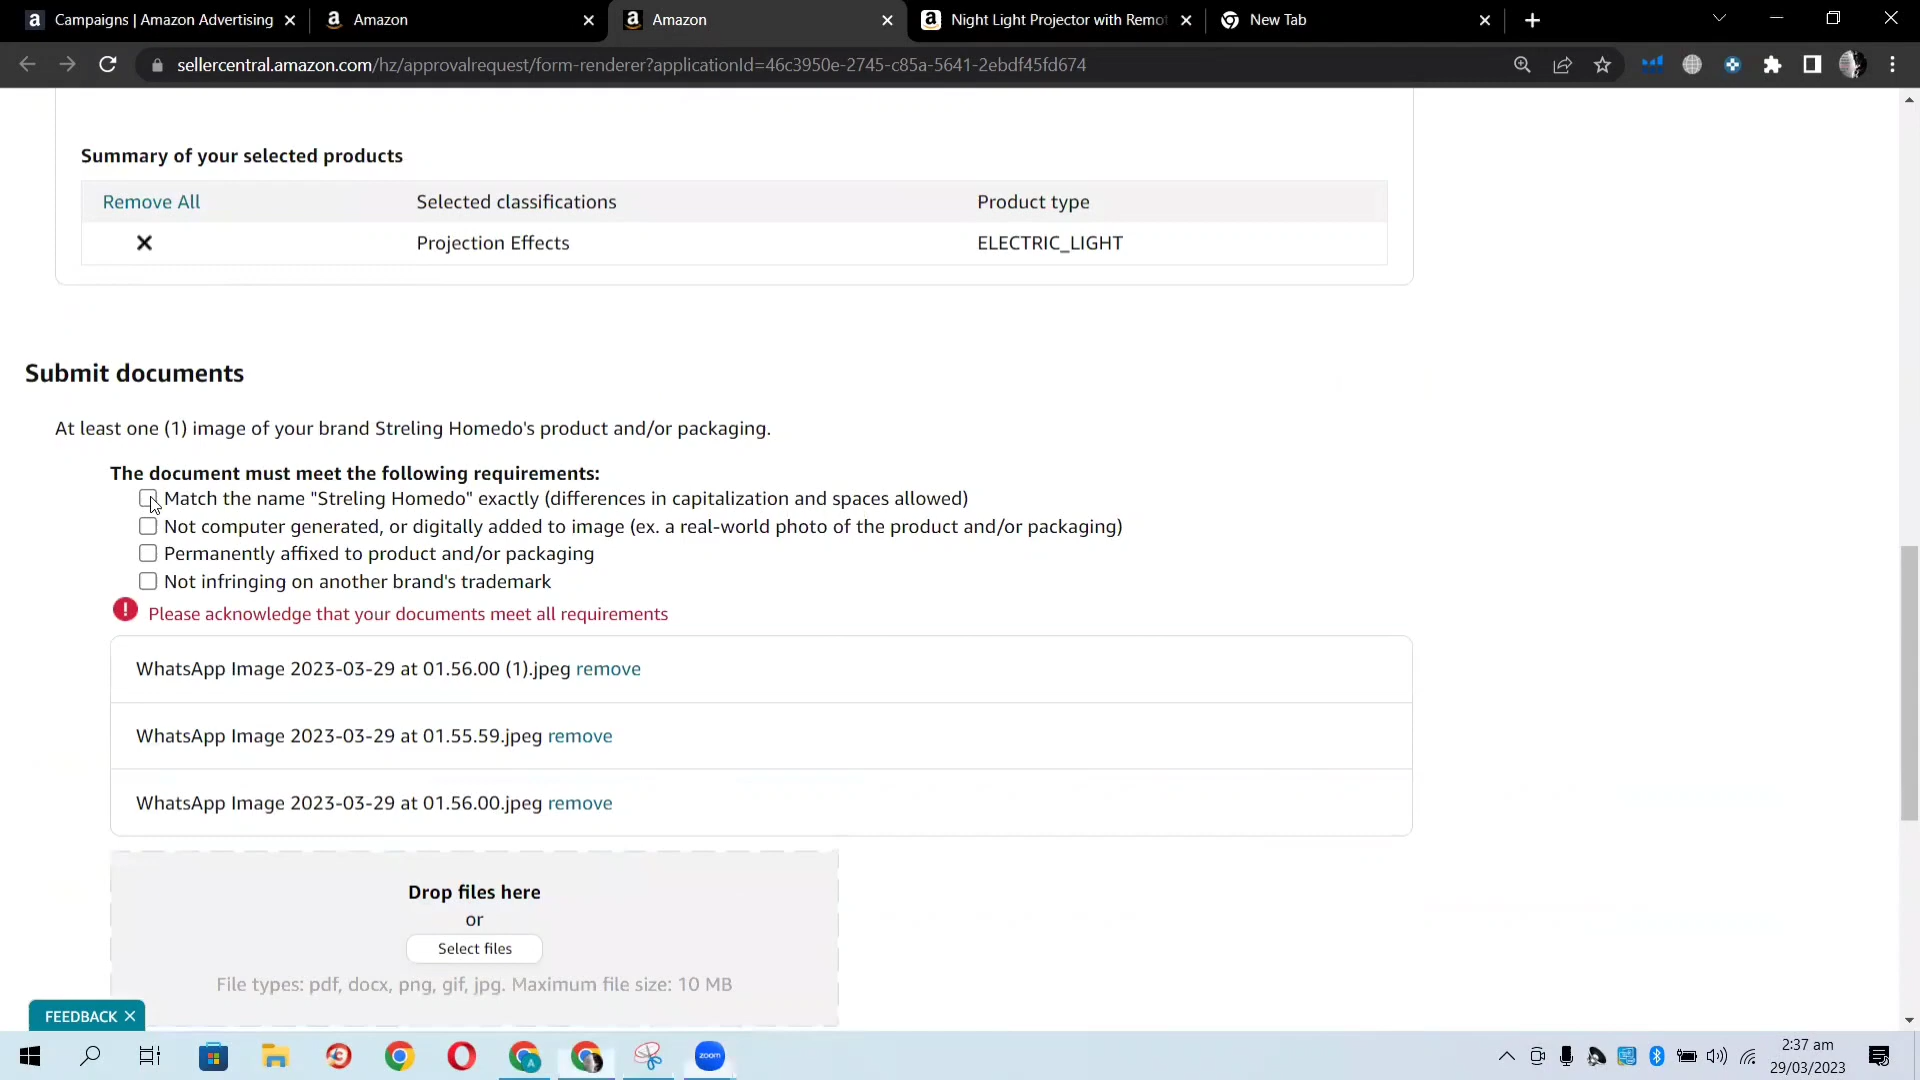 Campaigns | Amazon Advertising
Amazon
Amazon
Night Light Projector with Remo
New Tab
sellercentral.amazon.com/hz/approvalrequest/form-renderer?applicationId=46c3950e-2745-c85a-5641-2ebdf45fd674
Summary of your selected products
Remove All Selected classifications Product type
Projection Effects ELECTRIC_LIGHT
Submit documents
At least one (1) image of your brand Streling Homedo's product and/or packaging.
The document must meet the following requirements:
Match the name "Streling Homedo" exactly (differences in capitalization and spaces allowed)
Not computer generated, or digitally added to image (ex. a real-world photo of the product and/or packaging)
Permanently affixed to product and/or packaging
Not infringing on another brand's trademark
Please acknowledge that your documents meet all requirements
WhatsApp Image 2023-03-29 at 01.56.00 (1).jpeg remove
WhatsApp Image 2023-03-29 at 01.55.59.jpeg remove
WhatsApp Image 2023-03-29 at 01.56.00.jpeg remove
Drop files here
or
Select files
File types: pdf, docx, png, gif, jpg. Maximum file size: 10 MB
FEEDBACK
zoom
2:37 am
29/03/2023